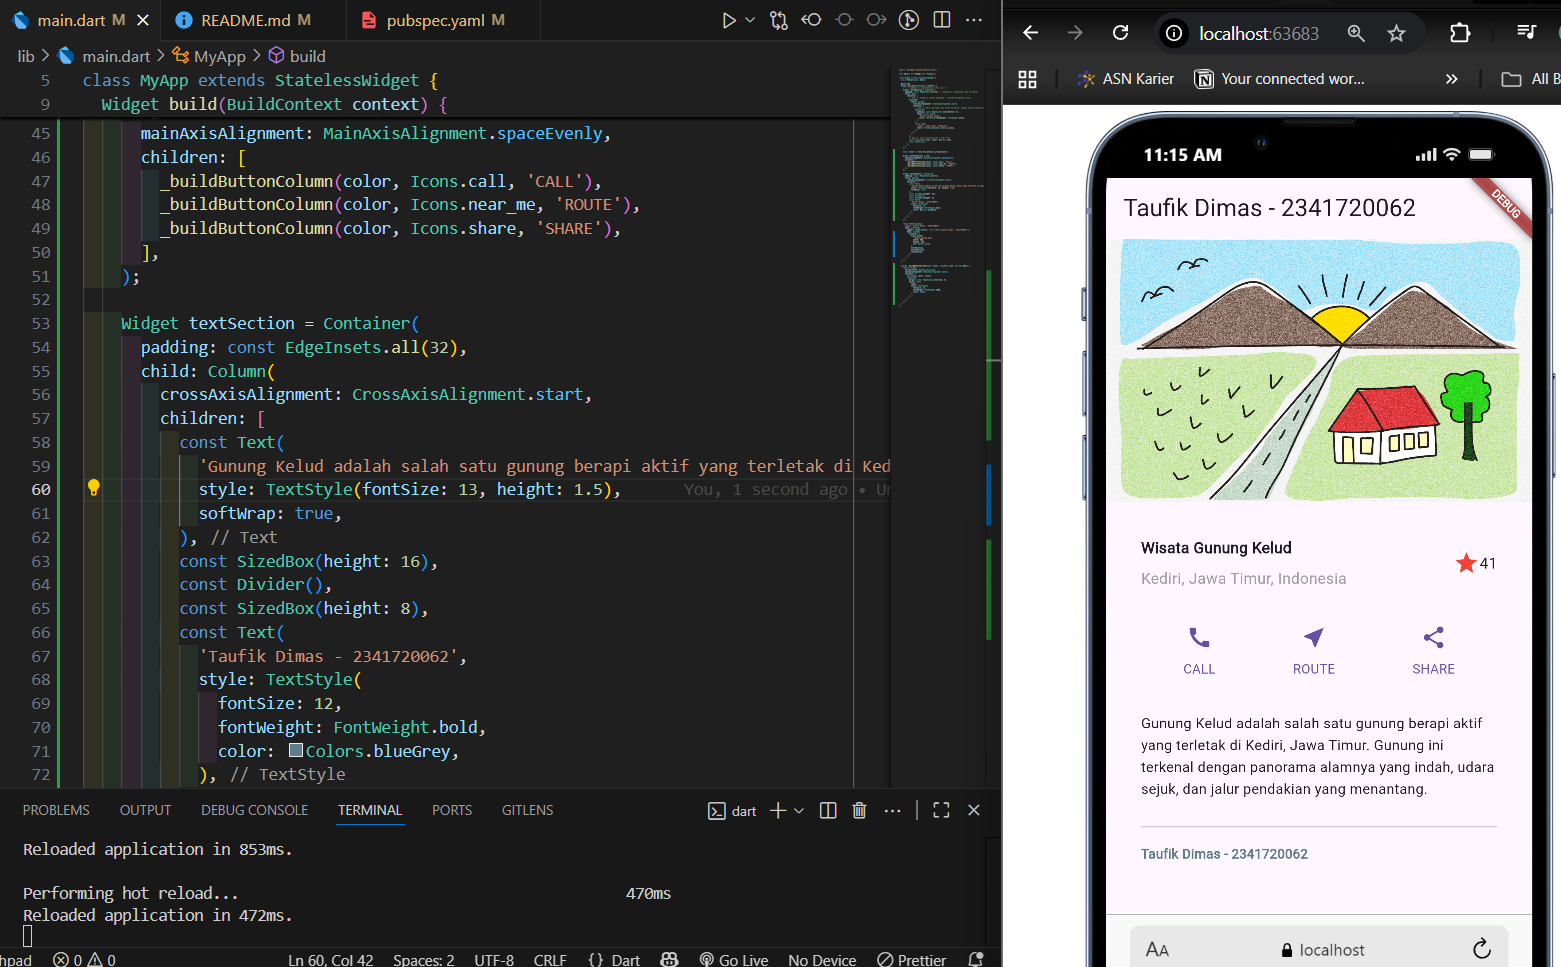 main.dart M
README.md M
pubspec.yaml M
lib > main.dart > MyApp > build
5 class MyApp extends StatelessWidget {
9 Widget build(BuildContext context) {
45 mainAxisAlignment: MainAxisAlignment.spaceEvenly,
46 children: [
47 _buildButtonColumn(color, Icons.call, 'CALL'),
48 _buildButtonColumn(color, Icons.near_me, 'ROUTE'),
49 _buildButtonColumn(color, Icons.share, 'SHARE'),
50 ],
51 );
52
53 Widget textSection = Container(
54 padding: const EdgeInsets.all(32),
55 child: Column(
56 crossAxisAlignment: CrossAxisAlignment.start,
57 children: [
58 const Text(
59 'Gunung Kelud adalah salah satu gunung berapi aktif yang terletak di Ked
60 style: TextStyle(fontSize: 13, height: 1.5), You, 1 second ago • Un
61 softWrap: true,
62 ), // Text
63 const SizedBox(height: 16),
64 const Divider(),
65 const SizedBox(height: 8),
66 const Text(
67 'Taufik Dimas - 2341720062',
68 style: TextStyle(
69 fontSize: 12,
70 fontWeight: FontWeight.bold,
71 color: Colors.blueGrey,
72 ), // TextStyle
PROBLEMS OUTPUT DEBUG CONSOLE TERMINAL PORTS GITLENS
dart
Reloaded application in 853ms.
Performing hot reload... 470ms
Reloaded application in 472ms.
hpad 0 0 Ln 60, Col 42 Spaces: 2 UTF-8 CRLF {} Dart Go Live No Device Prettier
localhost:63683
ASN Karier
Your connected wor...
»
All B
11:15 AM
DEBUG
Taufik Dimas - 2341720062
Wisata Gunung Kelud
Kediri, Jawa Timur, Indonesia
41
CALL ROUTE SHARE
Gunung Kelud adalah salah satu gunung berapi aktif
yang terletak di Kediri, Jawa Timur. Gunung ini
terkenal dengan panorama alamnya yang indah, udara
sejuk, dan jalur pendakian yang menantang.
Taufik Dimas - 2341720062
AA localhost